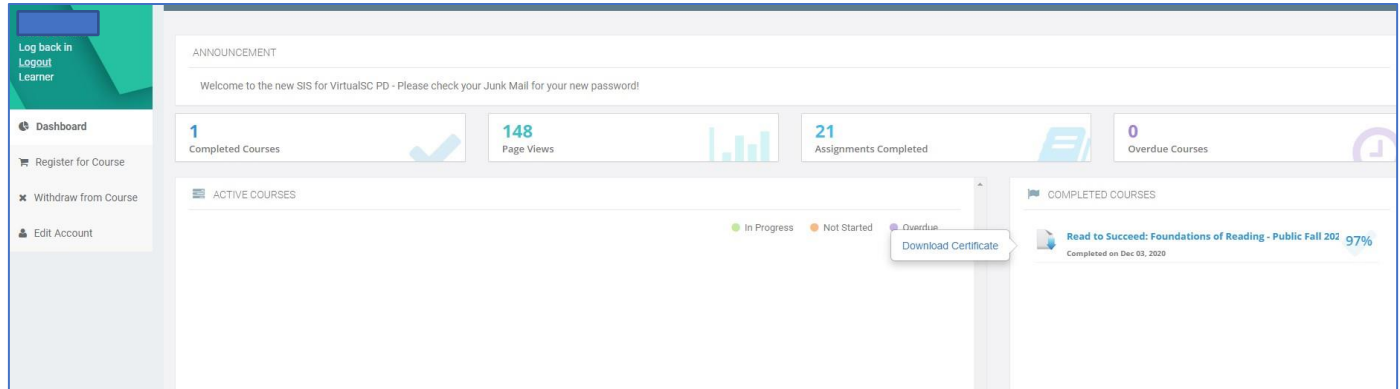 Log back in
Logout
Learner
Dashboard
Register for Course
Withdraw from Course
Edit Account
ANNOUNCEMENT
Welcome to the new SIS for VirtualSC PD - Please check your Junk Mail for your new password!
1
Completed Courses
148
Page Views
21
Assignments Completed
0
Overdue Courses
ACTIVE COURSES
In Progress Not Started Overdue
Download Certificate
COMPLETED COURSES
Read to Succeed: Foundations of Reading - Public Fall 202 97%
Completed on Dec 03, 2020